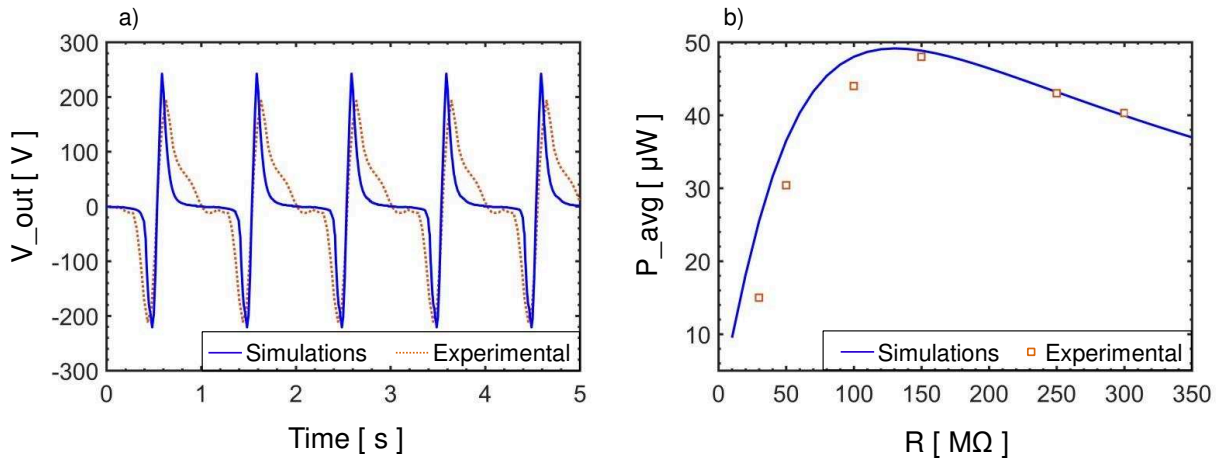 a)
300
200
100
0
-100
-200
-300
V_out [ V ]
Simulations
Experimental
0
1
2
3
4
5
Time [ s ]
b)
50
40
30
20
10
P_avg [ µW ]
Simulations
Experimental
0
50
100
150
200
250
300
350
R [ MΩ ]